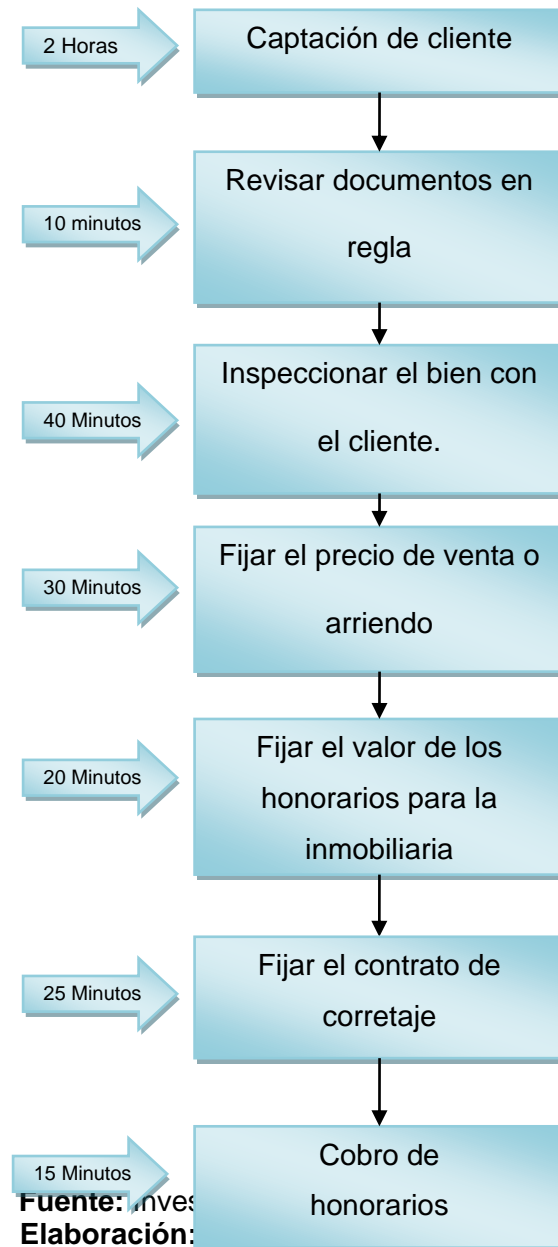 2 Horas
Captación de cliente
10 minutos
Revisar documentos en
regla
40 Minutos
Inspeccionar el bien con
el cliente.
30 Minutos
Fijar el precio de venta o
arriendo
20 Minutos
Fijar el valor de los
honorarios para la
inmobiliaria
25 Minutos
Fijar el contrato de
corretaje
15 Minutos
Cobro de
honorarios
Fuente:
Elaboración: